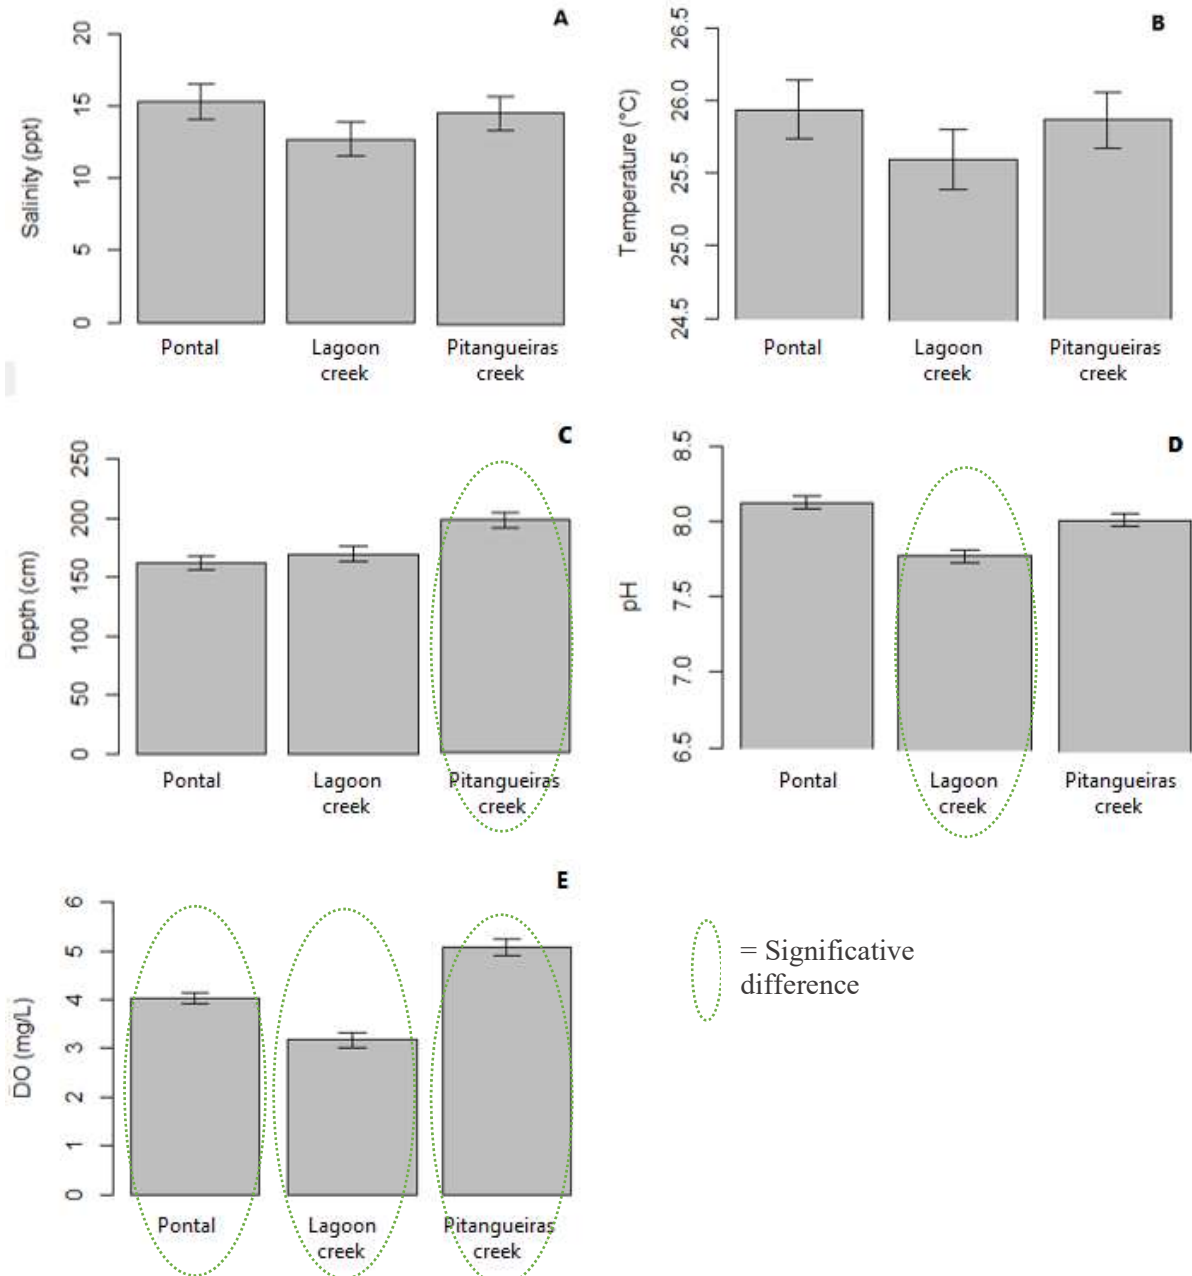 A
Salinity (ppt)
20
15
10
5
0
Pontal
Lagoon
creek
Pitangueiras
creek
B
Temperature (°C)
26.5
26.0
25.5
25.0
24.5
Pontal
Lagoon
creek
Pitangueiras
creek
C
Depth (cm)
250
200
150
100
50
0
Pontal
Lagoon
creek
Pitangueiras
creek
D
pH
8.5
8.0
7.5
7.0
6.5
Pontal
Lagoon
creek
Pitangueiras
creek
E
DO (mg/L)
6
5
4
3
2
1
0
Pontal
Lagoon
creek
Pitangueiras
creek
= Significative
difference